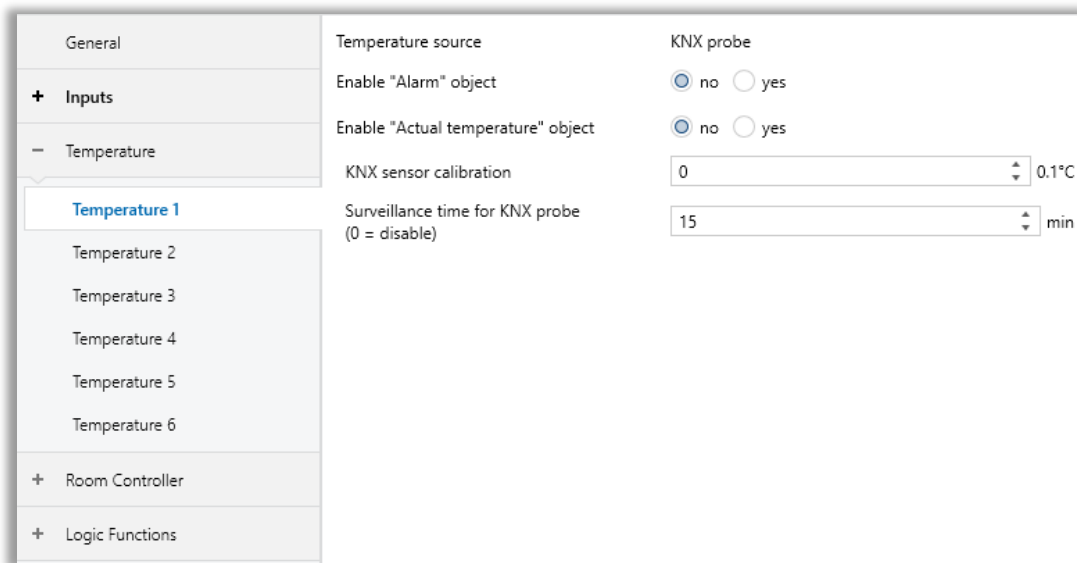 General
+ Inputs
− Temperature
Temperature 1
Temperature 2
Temperature 3
Temperature 4
Temperature 5
Temperature 6
+ Room Controller
+ Logic Functions
Temperature source KNX probe
Enable "Alarm" object no yes
Enable "Actual temperature" object no yes
KNX sensor calibration 0 0.1°C
Surveillance time for KNX probe
(0 = disable) 15 min